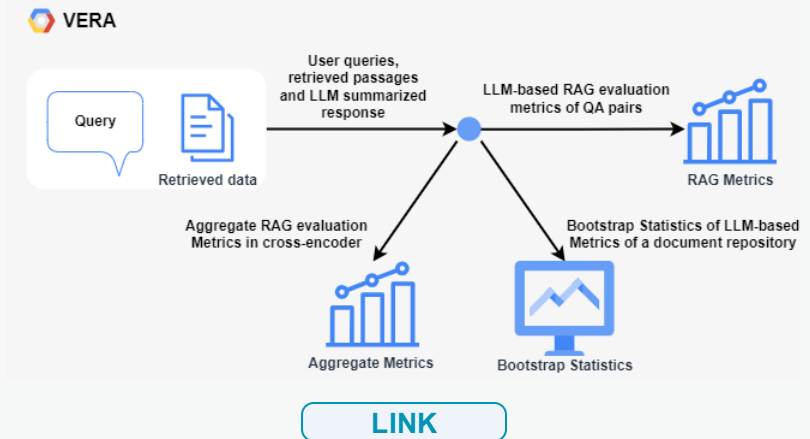 VERA
User queries,
retrieved passages
and LLM summarized
response
LLM-based RAG evaluation
metrics of QA pairs
Query
Retrieved data
RAG Metrics
Aggregate RAG evaluation
Metrics in cross-encoder
Bootstrap Statistics of LLM-based
Metrics of a document repository
Aggregate Metrics
Bootstrap Statistics
LINK